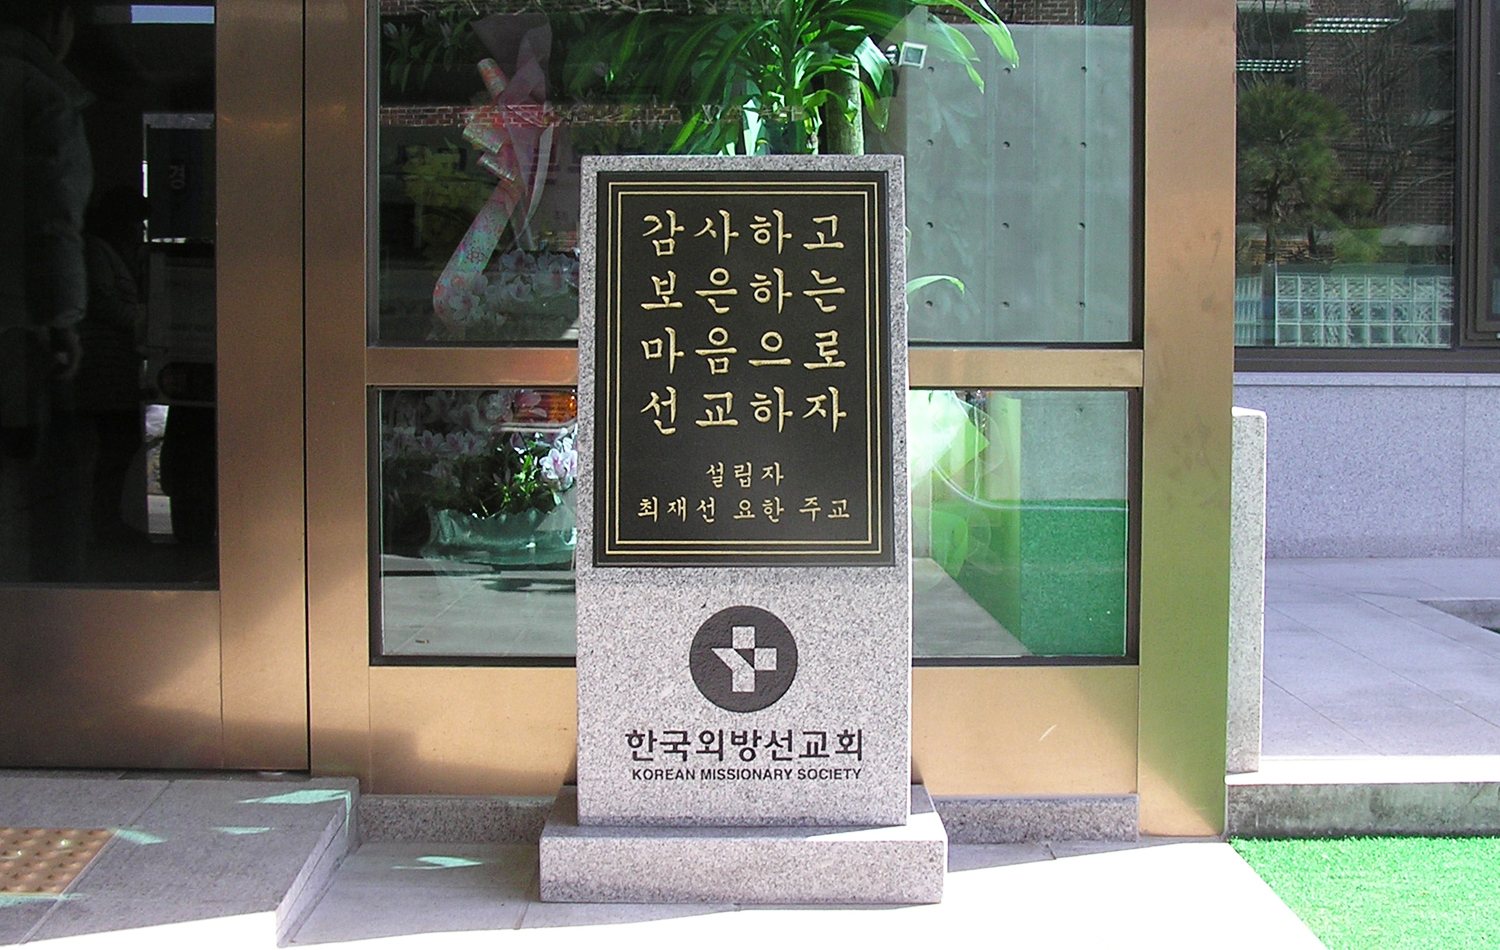 감사하고
보은하는
마음으로
선교하자
설립자
최재선 요한 주교
한국외방선교회
KOREAN MISSIONARY SOCIETY
경